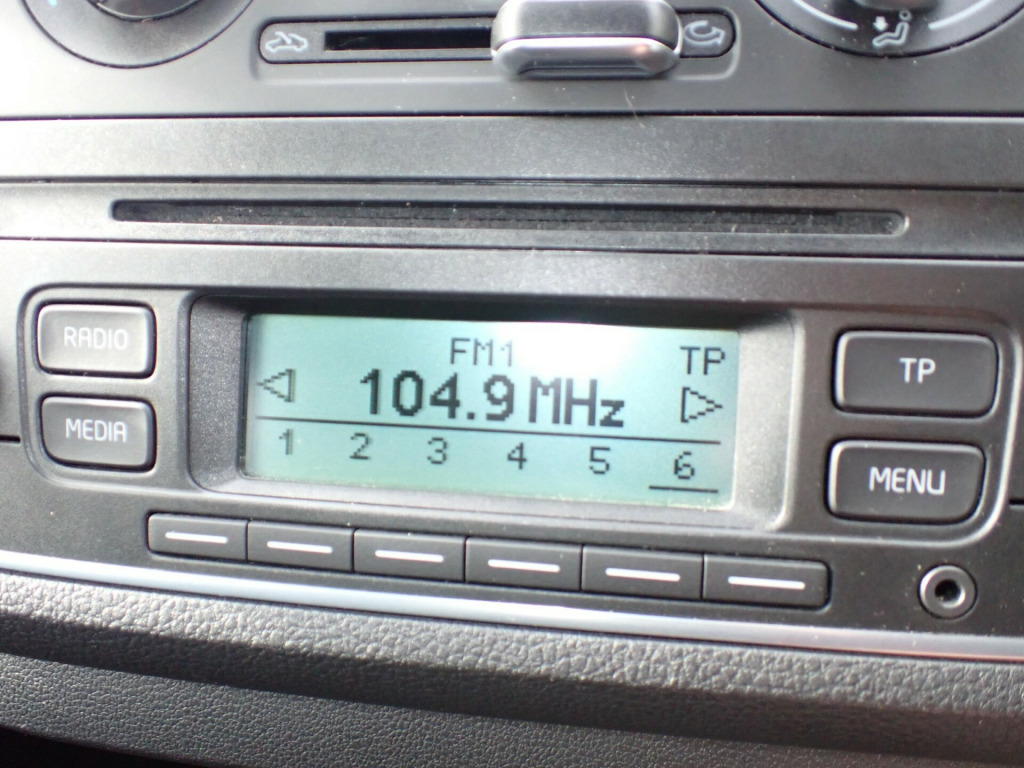 RADIO
MEDIA
FM1 TP
104.9 MHz
1 2 3 4 5 6
TP
MENU